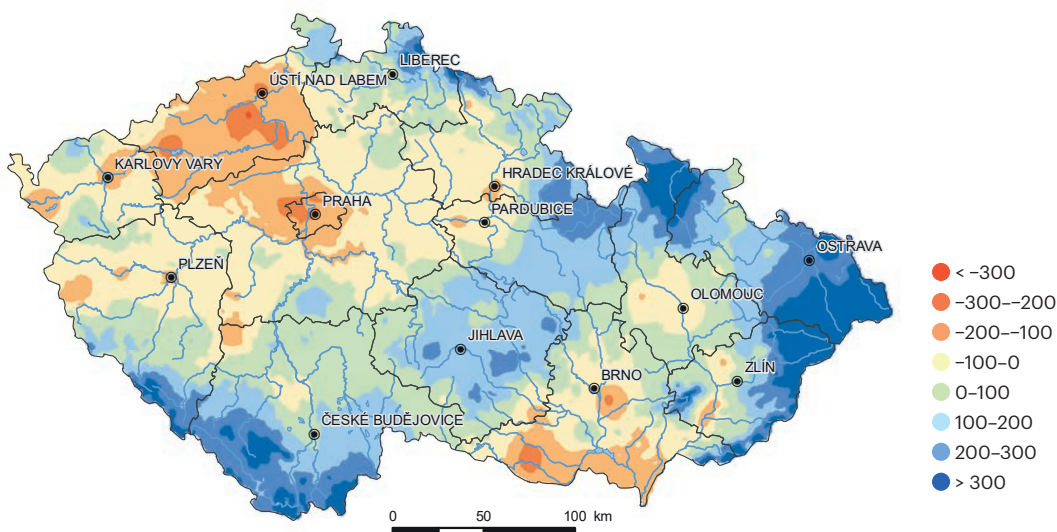 LIBEREC
ÚSTÍ NAD LABEM
KARLOVY VARY
HRADEC KRÁLOVÉ
PRAHA
PARDUBICE
OSTRAVA
PLZEŇ
OLOMOUC
JIHLAVA
ZLÍN
BRNO
ČESKÉ BUDĚJOVICE
< –300
–300–​–200
–200–​–100
–100–0
0–100
100–200
200–300
> 300
0 50 100 km